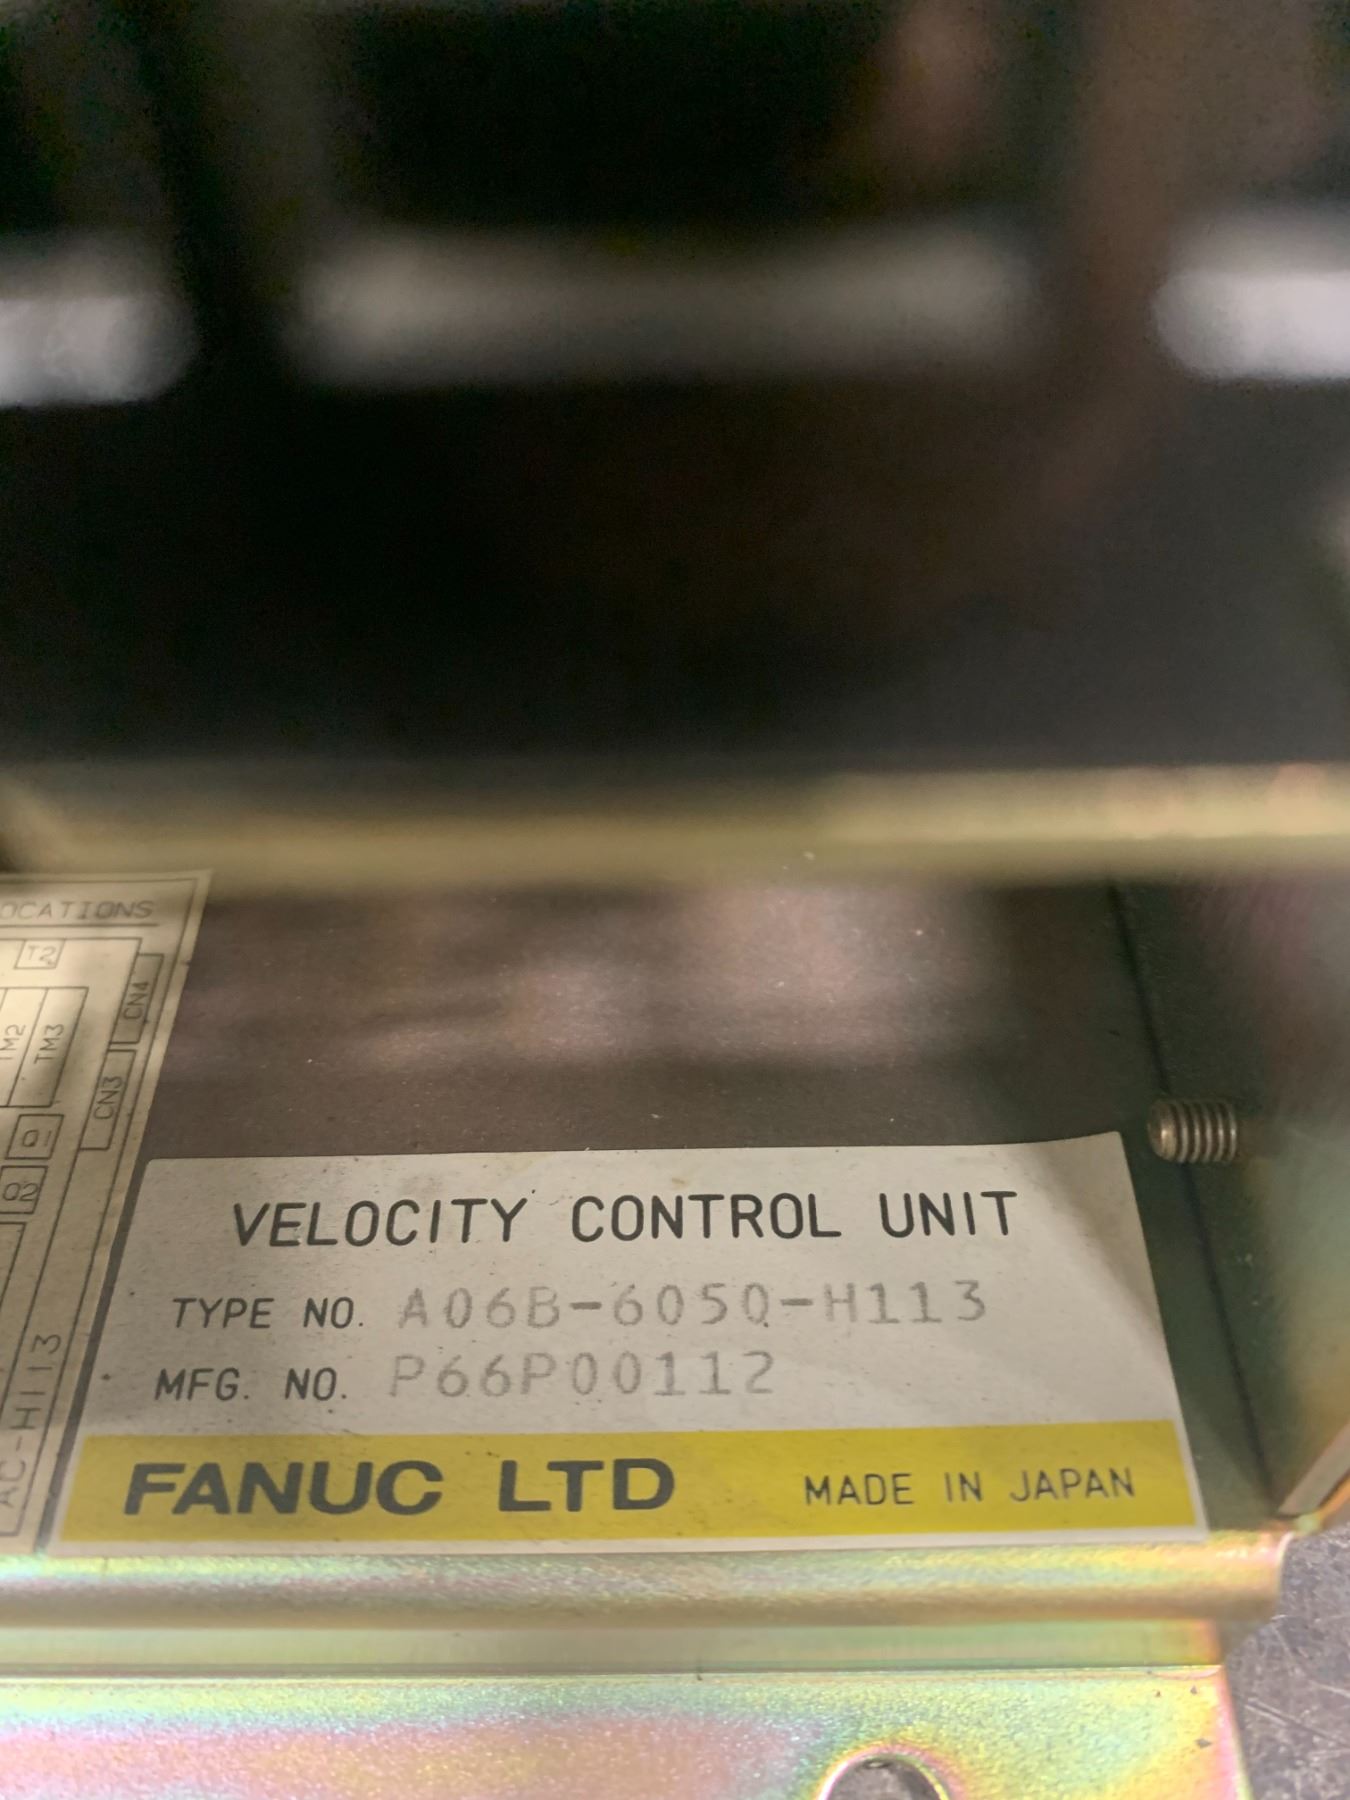 OCATIONS
T2
CN4
M2
TM3
CN3
Q1
Q2
AC-H113
VELOCITY CONTROL UNIT
TYPE NO. A06B-6050-H113
MFG. NO. P66P00112
FANUC LTD MADE IN JAPAN